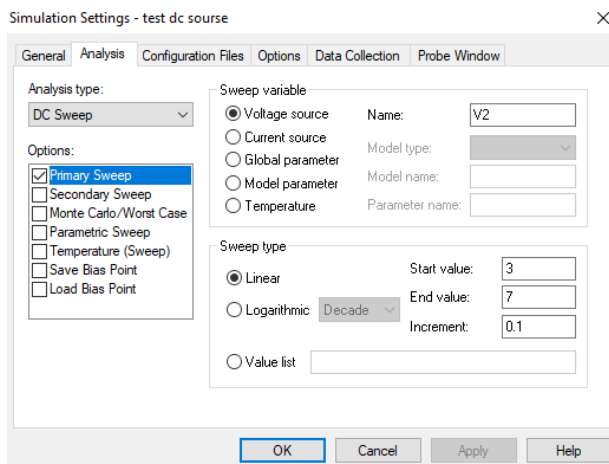 Simulation Settings - test dc sourse
General Analysis Configuration Files Options Data Collection Probe Window
Analysis type:
DC Sweep
Options:
Primary Sweep
Secondary Sweep
Monte Carlo/Worst Case
Parametric Sweep
Temperature (Sweep)
Save Bias Point
Load Bias Point
Sweep variable
Voltage source
Current source
Global parameter
Model parameter
Temperature
Name: V2
Model type:
Model name:
Parameter name:
Sweep type
Linear
Logarithmic Decade
Value list
Start value: 3
End value: 7
Increment: 0.1
OK Cancel Apply Help